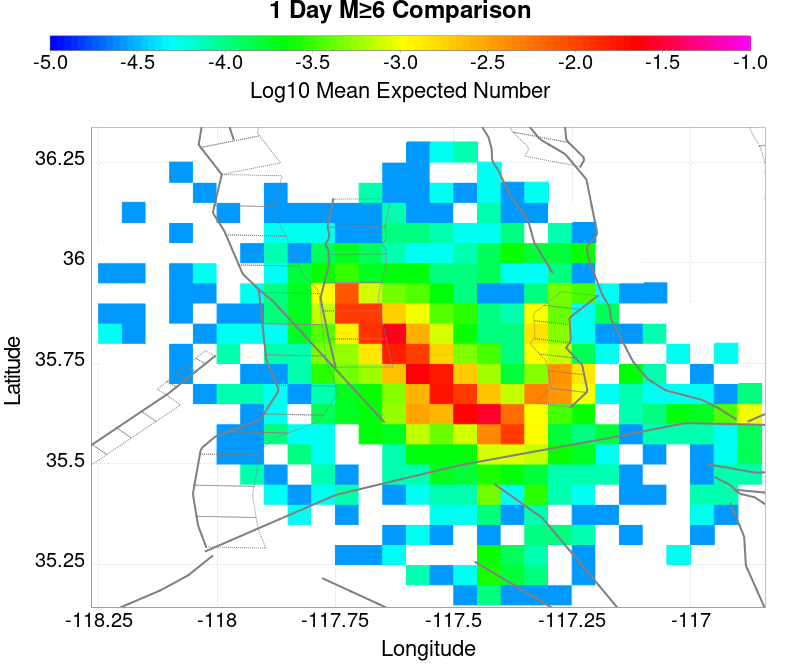 1 Day M≥6 Comparison
-5.0 -4.5 -4.0 -3.5 -3.0 -2.5 -2.0 -1.5 -1.0
Log10 Mean Expected Number
36.25
36
35.75
35.5
35.25
Latitude
-118.25 -118 -117.75 -117.5 -117.25 -117
Longitude